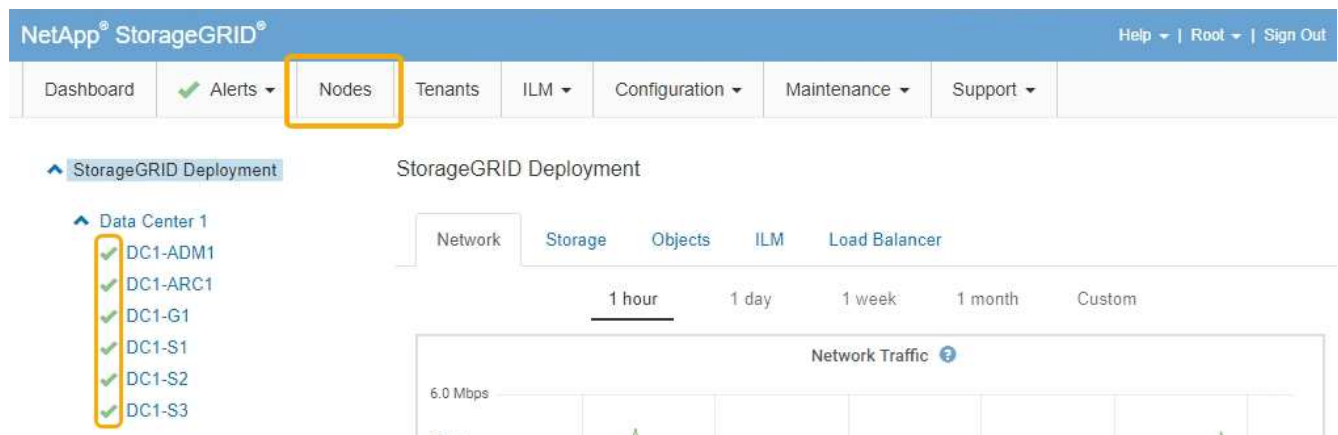 NetApp® StorageGRID®
Help | Root | Sign Out
Dashboard Alerts Nodes Tenants ILM Configuration Maintenance Support
StorageGRID Deployment
StorageGRID Deployment
Data Center 1
Network Storage Objects ILM Load Balancer
DC1-ADM1
DC1-ARC1
1 hour 1 day 1 week 1 month Custom
DC1-G1
DC1-S1
Network Traffic
DC1-S2
6.0 Mbps
DC1-S3